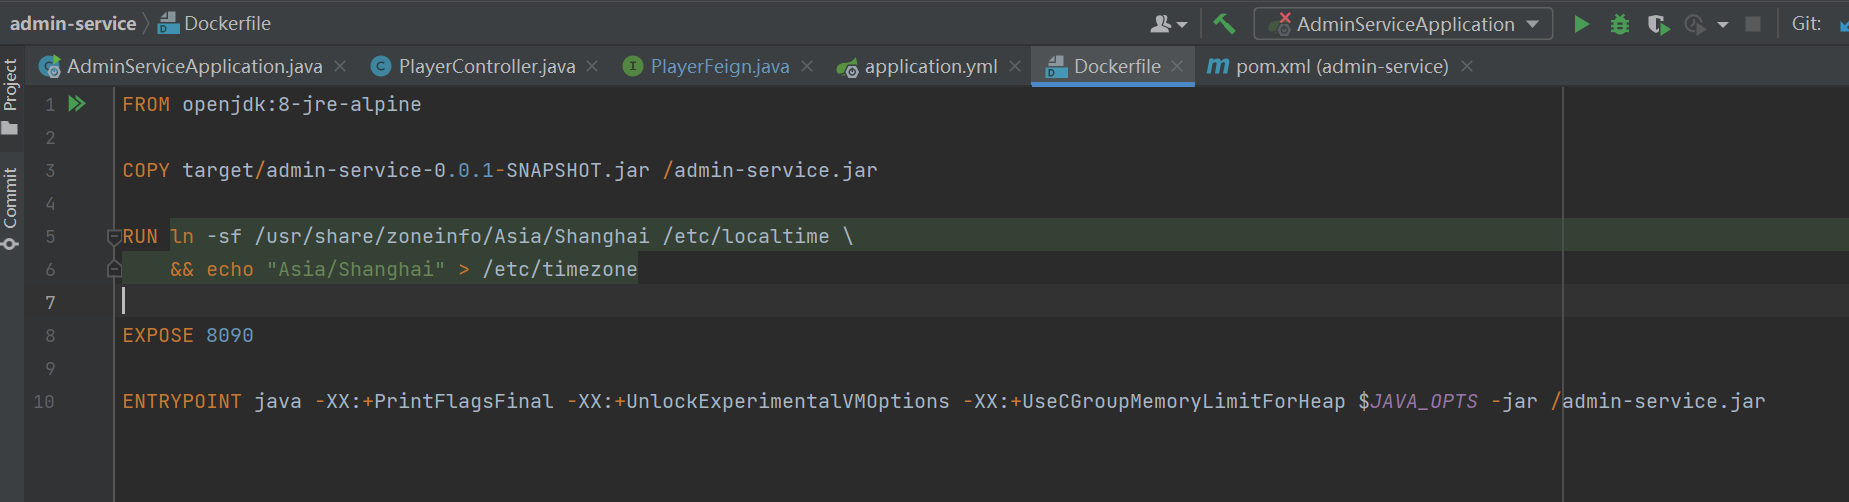 admin-service Dockerfile AdminServiceApplication Git:
AdminServiceApplication.java PlayerController.java PlayerFeign.java application.yml Dockerfile pom.xml (admin-service)
Project
Commit
1 FROM openjdk:8-jre-alpine
2
3 COPY target/admin-service-0.0.1-SNAPSHOT.jar /admin-service.jar
4
5 RUN ln -sf /usr/share/zoneinfo/Asia/Shanghai /etc/localtime \
6 && echo "Asia/Shanghai" > /etc/timezone
7
8 EXPOSE 8090
9
10 ENTRYPOINT java -XX:+PrintFlagsFinal -XX:+UnlockExperimentalVMOptions -XX:+UseCGroupMemoryLimitForHeap $JAVA_OPTS -jar /admin-service.jar